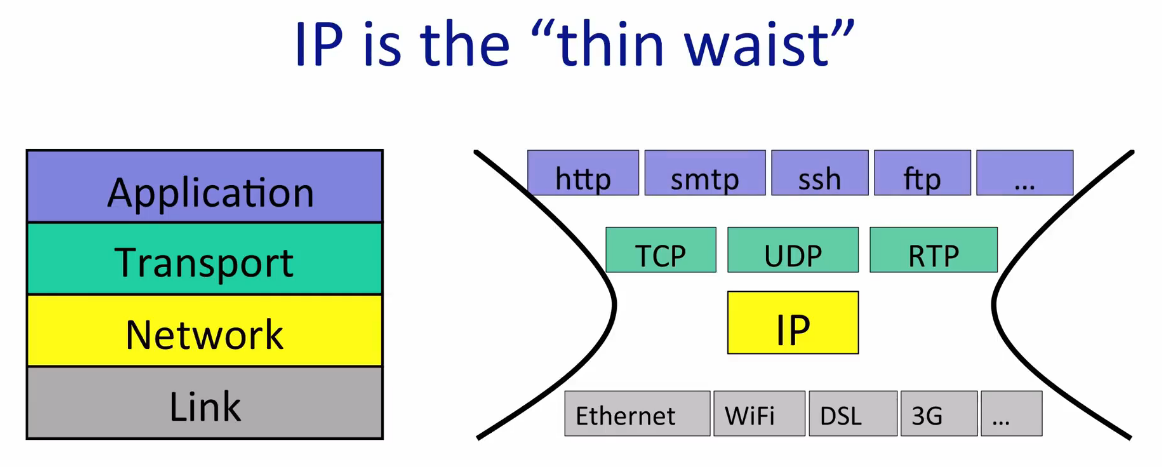 IP is the “thin waist”
Application
Transport
Network
Link
http smtp ssh ftp ...
TCP UDP RTP
IP
Ethernet WiFi DSL 3G ...